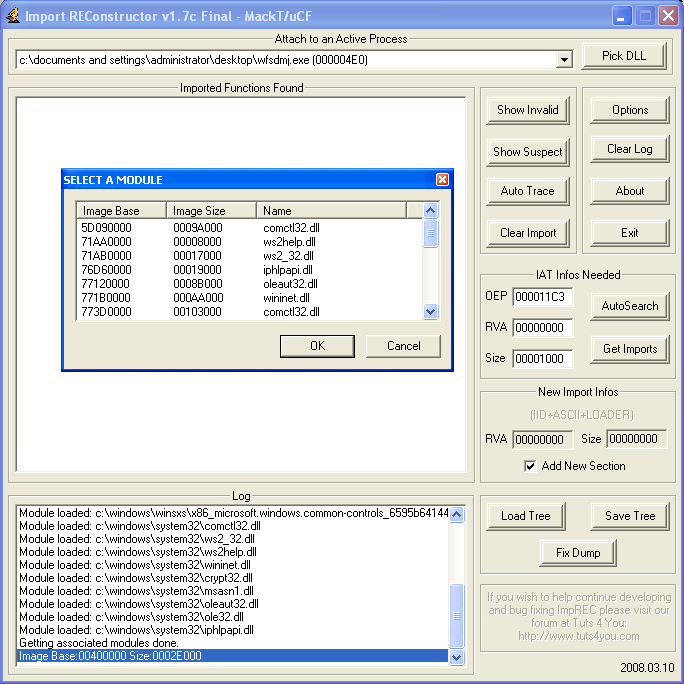 Import REConstructor v1.7c Final - MackT/uCF
Attach to an Active Process
c:\documents and settings\administrator\desktop\wfsdmj.exe (000004E0)
Pick DLL
Imported Functions Found
SELECT A MODULE
Image Base Image Size Name
5D090000 0009A000 comctl32.dll
71AA0000 00008000 ws2help.dll
71AB0000 00017000 ws2_32.dll
76D60000 00019000 iphlpapi.dll
77120000 0008B000 oleaut32.dll
771B0000 000AA000 wininet.dll
773D0000 00103000 comctl32.dll
OK Cancel
Show Invalid
Show Suspect
Auto Trace
Clear Import
Options
Clear Log
About
Exit
IAT Infos Needed
OEP 000011C3
AutoSearch
RVA 00000000
Size 00001000
Get Imports
New Import Infos
(IID+ASCII+LOADER)
RVA 00000000 Size 00000000
Add New Section
Log
Module loaded: c:\windows\winsxs\x86_microsoft.windows.common-controls_6595b64144
Module loaded: c:\windows\system32\comctl32.dll
Module loaded: c:\windows\system32\ws2_32.dll
Module loaded: c:\windows\system32\ws2help.dll
Module loaded: c:\windows\system32\wininet.dll
Module loaded: c:\windows\system32\crypt32.dll
Module loaded: c:\windows\system32\msasn1.dll
Module loaded: c:\windows\system32\oleaut32.dll
Module loaded: c:\windows\system32\ole32.dll
Module loaded: c:\windows\system32\iphlpapi.dll
Getting associated modules done.
Image Base:00400000 Size:0002E000
Load Tree Save Tree
Fix Dump
If you wish to help continue developing
and bug fixing ImpREC please visit our
forum at Tuts 4 You:
http://www.tuts4you.com
2008.03.10